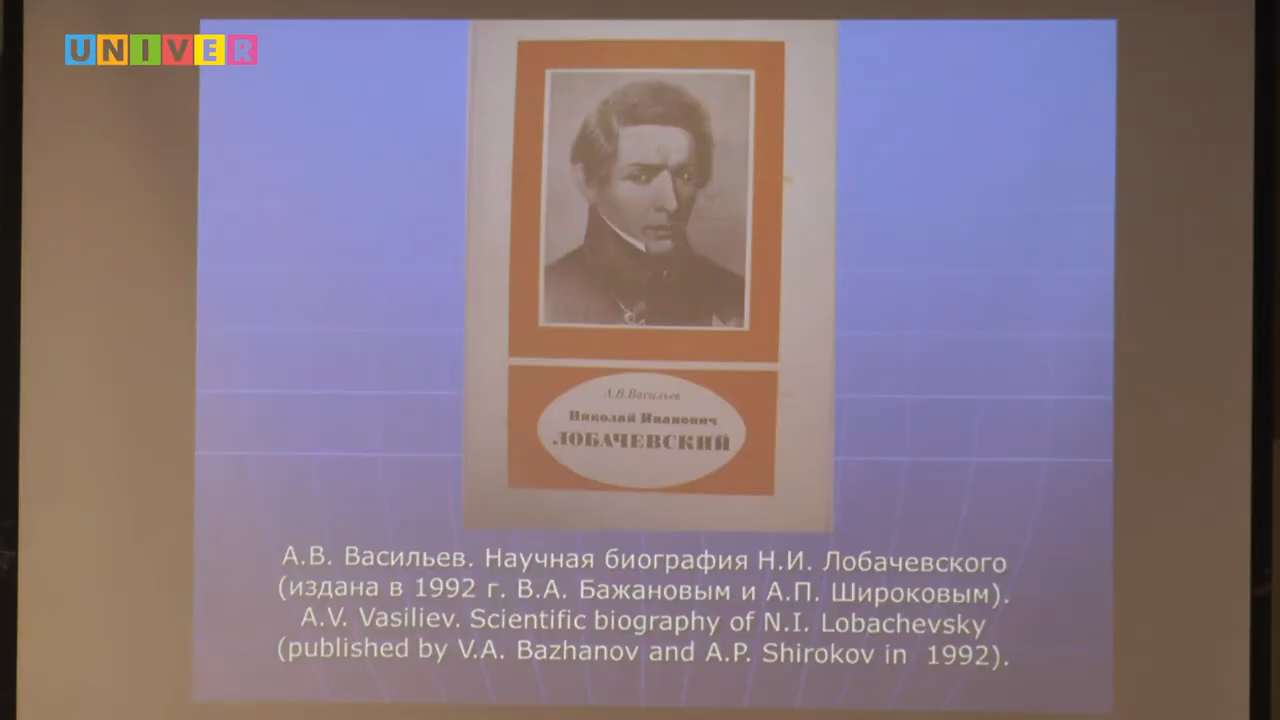 UNIVER
А.В.Васильев
Николай Иванович
ЛОБАЧЕВСКИЙ
А.В. Васильев. Научная биография Н.И. Лобачевского
(издана в 1992 г. В.А. Бажановым и А.П. Широковым).
A.V. Vasiliev. Scientific biography of N.I. Lobachevsky
(published by V.A. Bazhanov and A.P. Shirokov in 1992).